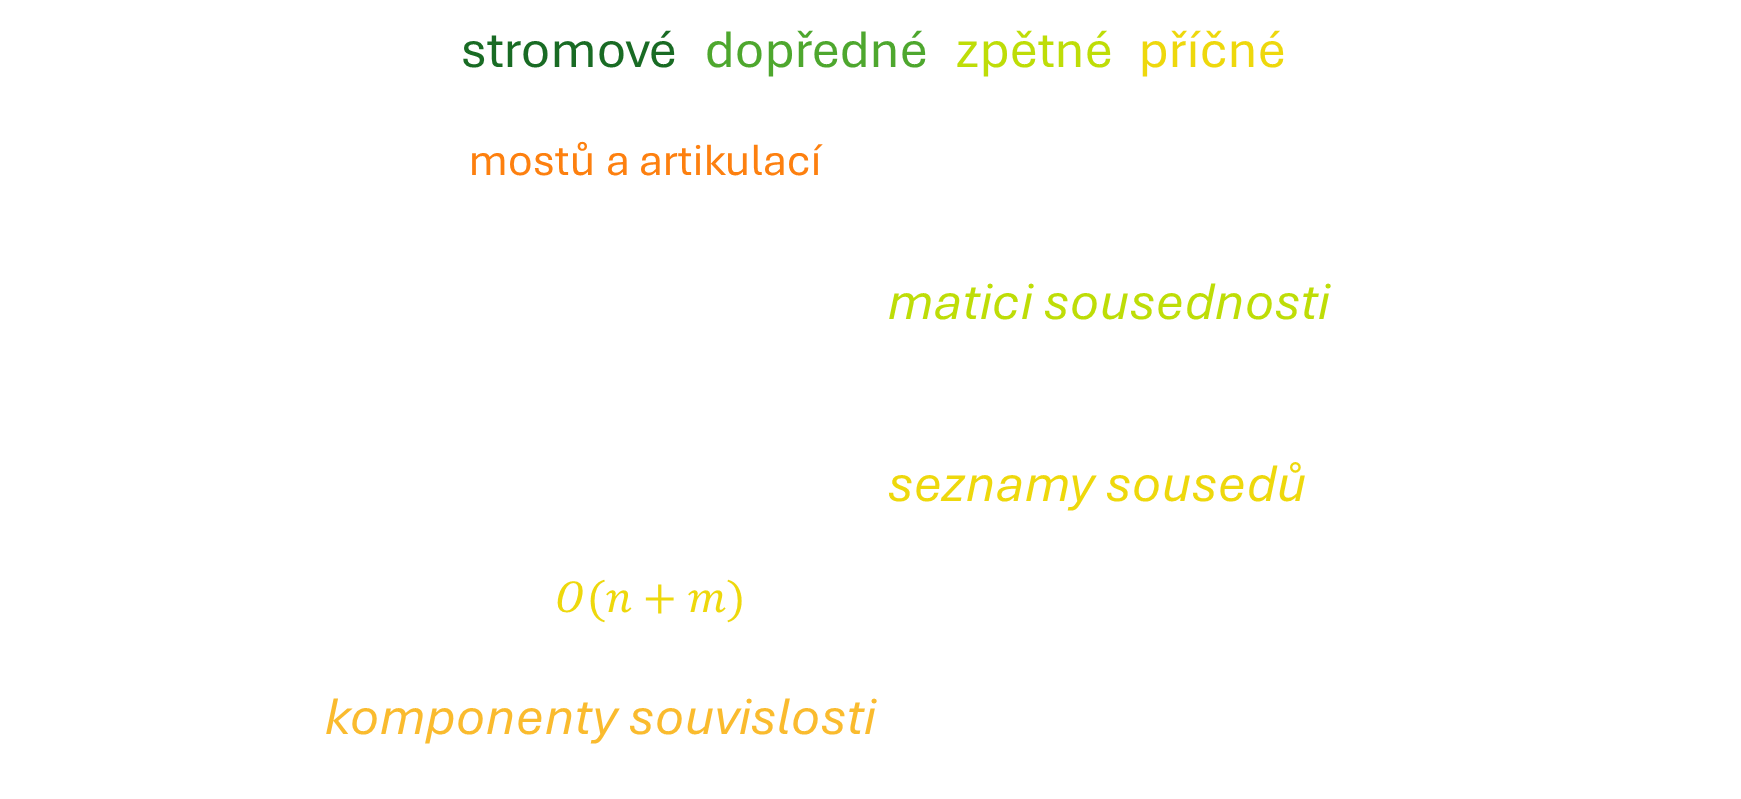 stromové dopředné zpětné příčné
mostů a artikulací
matici sousednosti
seznamy sousedů
O(n + m)
komponenty souvislosti